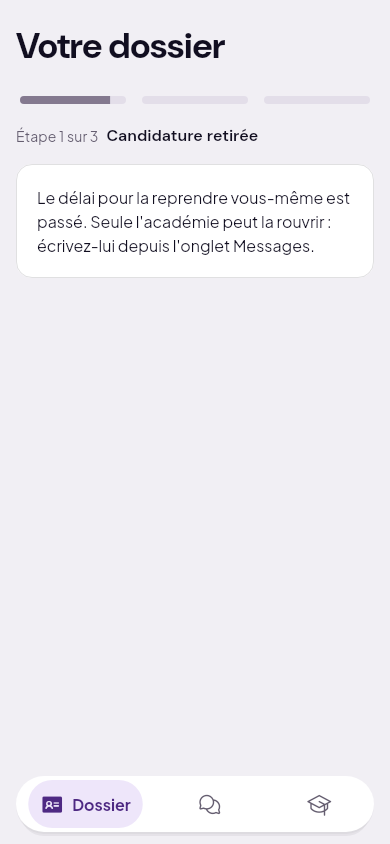 Votre dossier
Étape 1 sur 3 Candidature retirée
Le délai pour la reprendre vous-même est
passé. Seule l'académie peut la rouvrir :
écrivez-lui depuis l'onglet Messages.
Dossier